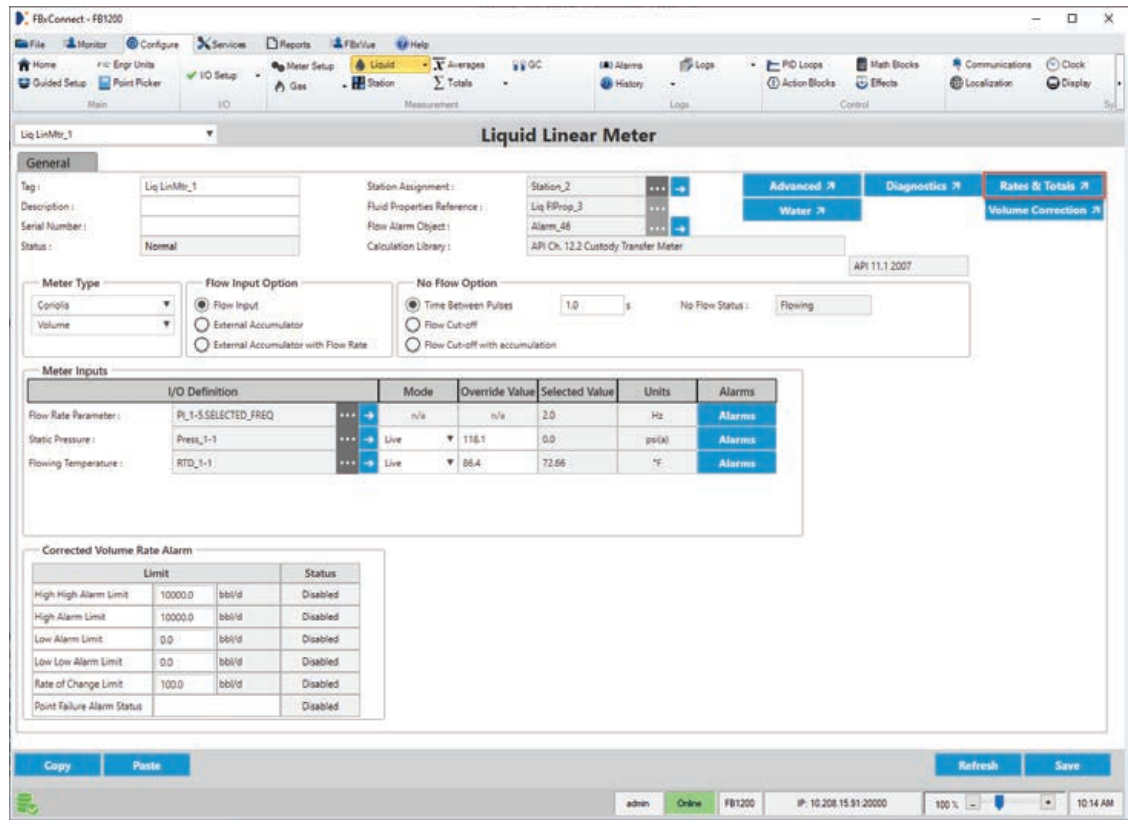 FBxConnect - FB1200
File Monitor Configure Services Reports FBxVue Help
Home Engr Units I/O Setup Meter Setup Liquid Averages GC Alarms Logs PID Loops Math Blocks Communications Clock
Guided Setup Point Picker Gas Station Totals History Action Blocks Effects Localization Display
Main I/O Measurement Logs Control Sy
Liq LinMtr_1 Liquid Linear Meter
General
Tag : Liq LinMtr_1 Station Assignment : Station_2 Advanced Diagnostics Rates & Totals
Description : Fluid Properties Reference : Liq FlProp_3 Water Volume Correction
Serial Number : Flow Alarm Object : Alarm_46
Status : Normal Calculation Library : API Ch. 12.2 Custody Transfer Meter
API 11.1 2007
Meter Type Flow Input Option No Flow Option
Coriolis Flow Input Time Between Pulses 1.0 s No Flow Status : Flowing
Volume External Accumulator Flow Cut-off
External Accumulator with Flow Rate Flow Cut-off with accumulation
Meter Inputs
I/O Definition Mode Override Value Selected Value Units Alarms
Flow Rate Parameter : PI_1-5.SELECTED_FREQ n/a n/a 2.0 Hz Alarms
Static Pressure : Press_1-1 Live 118.1 0.0 psi(a) Alarms
Flowing Temperature : RTD_1-1 Live 86.4 72.66 °F Alarms
Corrected Volume Rate Alarm
Limit Status
High High Alarm Limit 10000.0 bbl/d Disabled
High Alarm Limit 10000.0 bbl/d Disabled
Low Alarm Limit 0.0 bbl/d Disabled
Low Low Alarm Limit 0.0 bbl/d Disabled
Rate of Change Limit 100.0 bbl/d Disabled
Point Failure Alarm Status Disabled
Copy Paste Refresh Save
admin Online FB1200 IP: 10.208.15.91:20000 100 % 10:14 AM